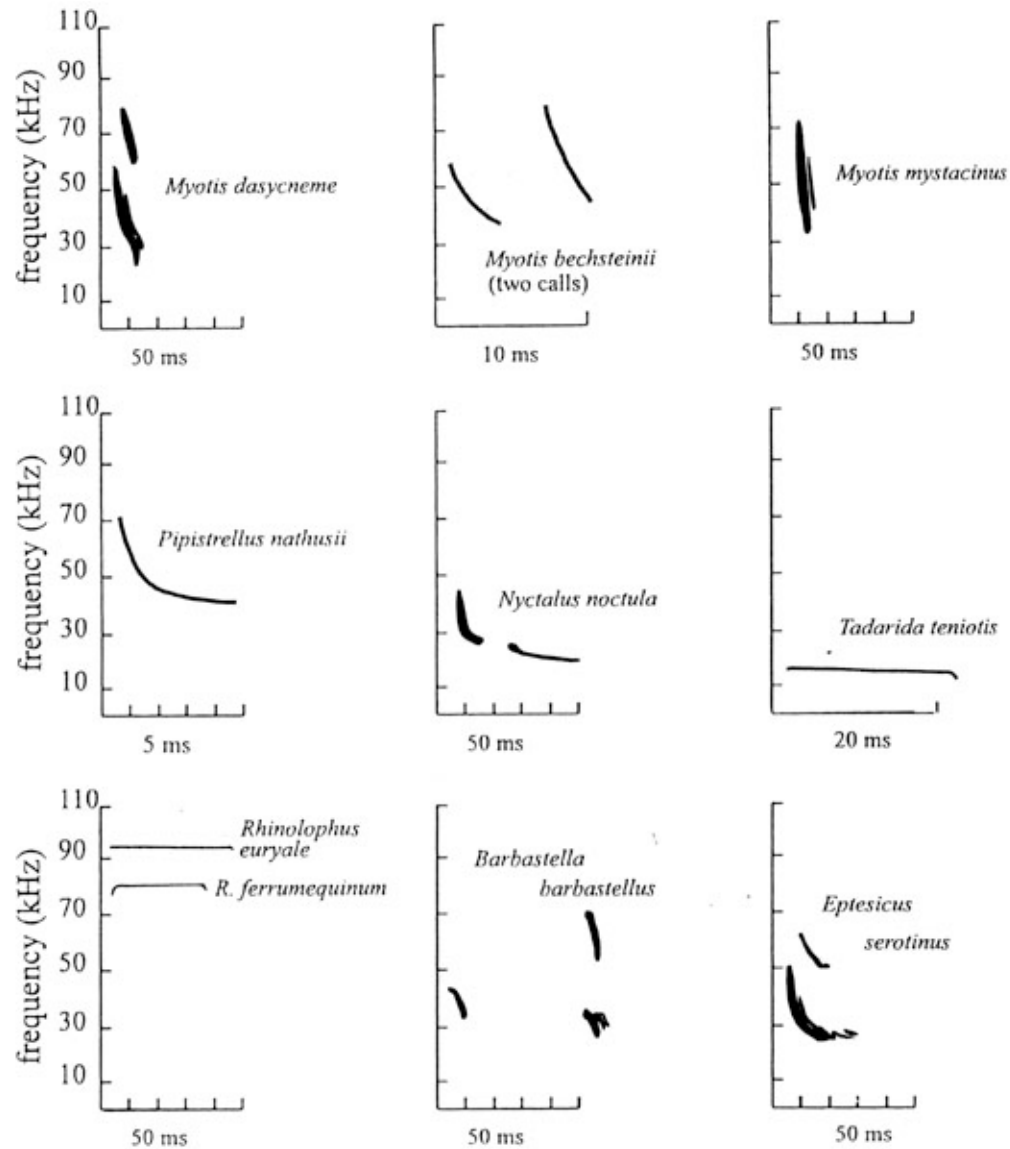 frequency (kHz)
110
90
70
50
30
10
Myotis dasycneme
50 ms
Myotis bechsteinii
(two calls)
10 ms
Myotis mystacinus
50 ms
frequency (kHz)
110
90
70
50
30
10
Pipistrellus nathusii
5 ms
Nyctalus noctula
50 ms
Tadarida teniotis
20 ms
frequency (kHz)
110
90
70
50
30
10
Rhinolophus
euryale
R. ferrumequinum
50 ms
Barbastella
barbastellus
50 ms
Eptesicus
serotinus
50 ms